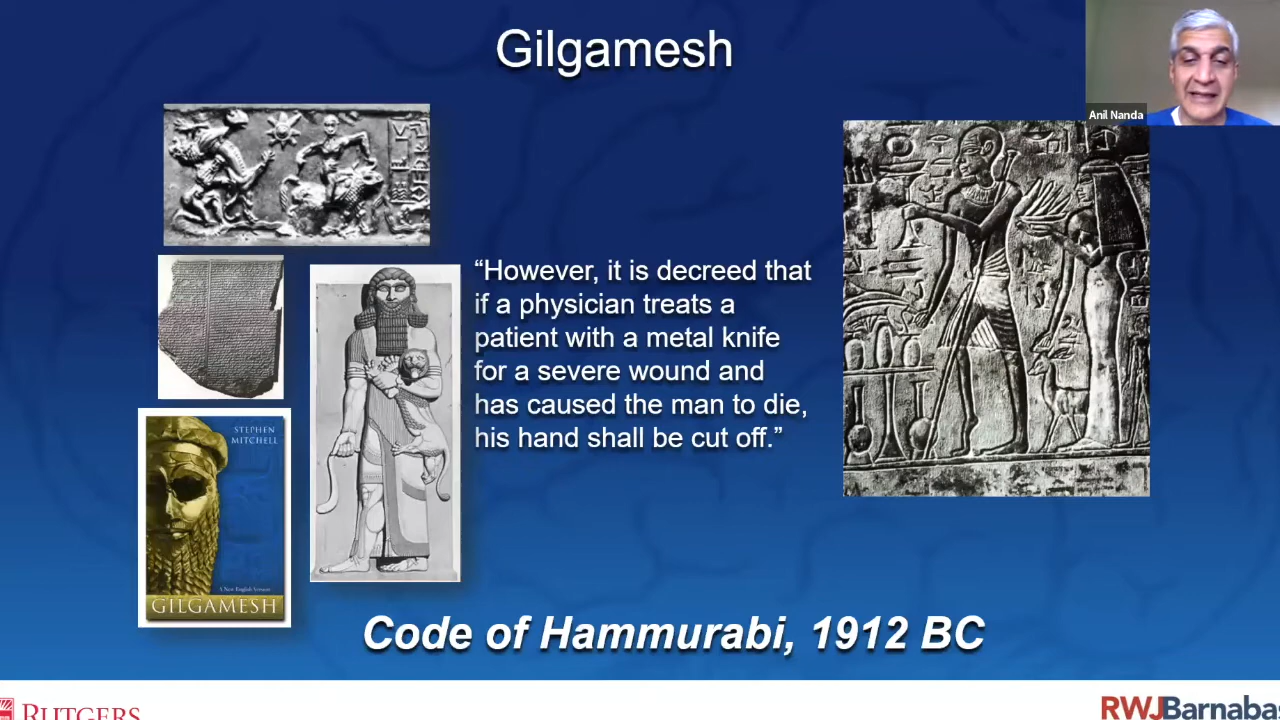 Gilgamesh
Anil Nanda
“However, it is decreed that
if a physician treats a
patient with a metal knife
for a severe wound and
has caused the man to die,
his hand shall be cut off.”
STEPHEN
MITCHELL
A New English Version
GILGAMESH
Code of Hammurabi, 1912 BC
RUTGERS
RWJBarnabas